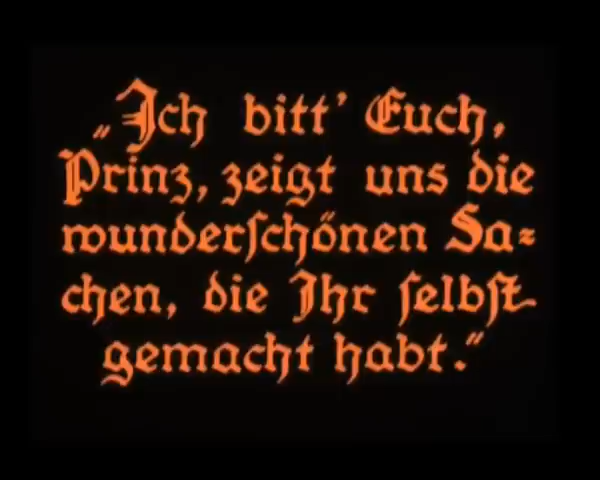 „Ich bitt' Euch,
Prinz, zeigt uns die
wunderſchönen Sa=
chen, die Ihr ſelbſt
gemacht habt.“